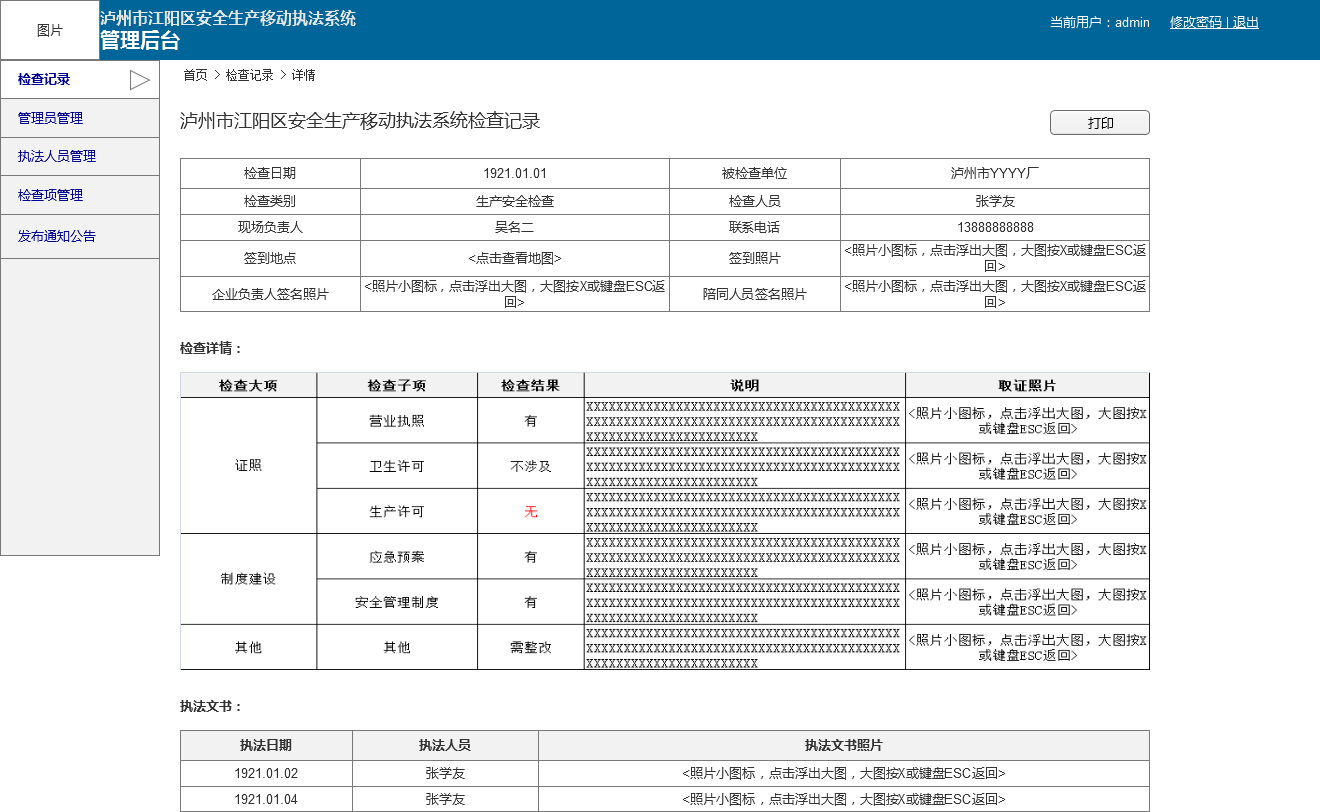 图片
泸州市江阳区安全生产移动执法系统
管理后台
当前用户：admin 修改密码 | 退出
检查记录
管理员管理
执法人员管理
检查项管理
发布通知公告
首页 > 检查记录 > 详情
泸州市江阳区安全生产移动执法系统检查记录
打印
检查日期 1921.01.01 被检查单位 泸州市YYYY厂
检查类别 生产安全检查 检查人员 张学友
现场负责人 吴名二 联系电话 13888888888
签到地点 <点击查看地图> 签到照片 <照片小图标，点击浮出大图，大图按X或键盘ESC返
回>
企业负责人签名照片 <照片小图标，点击浮出大图，大图按X或键盘ESC返
回>
陪同人员签名照片 <照片小图标，点击浮出大图，大图按X或键盘ESC返
回>
检查详情：
检查大项 检查子项 检查结果 说明 取证照片
证照
营业执照 有
XXXXXXXXXXXXXXXXXXXXXXXXXXXXXXXXXXXXXXXXXX
XXXXXXXXXXXXXXXXXXXXXXXXXXXXXXXXXXXXXXXXXX
XXXXXXXXXXXXXXXXXXXXXXX
<照片小图标，点击浮出大图，大图按X
或键盘ESC返回>
卫生许可 不涉及
XXXXXXXXXXXXXXXXXXXXXXXXXXXXXXXXXXXXXXXXXX
XXXXXXXXXXXXXXXXXXXXXXXXXXXXXXXXXXXXXXXXXX
XXXXXXXXXXXXXXXXXXXXXXX
<照片小图标，点击浮出大图，大图按X
或键盘ESC返回>
生产许可 无
XXXXXXXXXXXXXXXXXXXXXXXXXXXXXXXXXXXXXXXXXX
XXXXXXXXXXXXXXXXXXXXXXXXXXXXXXXXXXXXXXXXXX
XXXXXXXXXXXXXXXXXXXXXXX
<照片小图标，点击浮出大图，大图按X
或键盘ESC返回>
制度建设
应急预案 有
XXXXXXXXXXXXXXXXXXXXXXXXXXXXXXXXXXXXXXXXXX
XXXXXXXXXXXXXXXXXXXXXXXXXXXXXXXXXXXXXXXXXX
XXXXXXXXXXXXXXXXXXXXXXX
<照片小图标，点击浮出大图，大图按X
或键盘ESC返回>
安全管理制度 有
XXXXXXXXXXXXXXXXXXXXXXXXXXXXXXXXXXXXXXXXXX
XXXXXXXXXXXXXXXXXXXXXXXXXXXXXXXXXXXXXXXXXX
XXXXXXXXXXXXXXXXXXXXXXX
<照片小图标，点击浮出大图，大图按X
或键盘ESC返回>
其他 其他 需整改
XXXXXXXXXXXXXXXXXXXXXXXXXXXXXXXXXXXXXXXXXX
XXXXXXXXXXXXXXXXXXXXXXXXXXXXXXXXXXXXXXXXXX
XXXXXXXXXXXXXXXXXXXXXXX
<照片小图标，点击浮出大图，大图按X
或键盘ESC返回>
执法文书：
执法日期 执法人员 执法文书照片
1921.01.02 张学友 <照片小图标，点击浮出大图，大图按X或键盘ESC返回>
1921.01.04 张学友 <照片小图标，点击浮出大图，大图按X或键盘ESC返回>